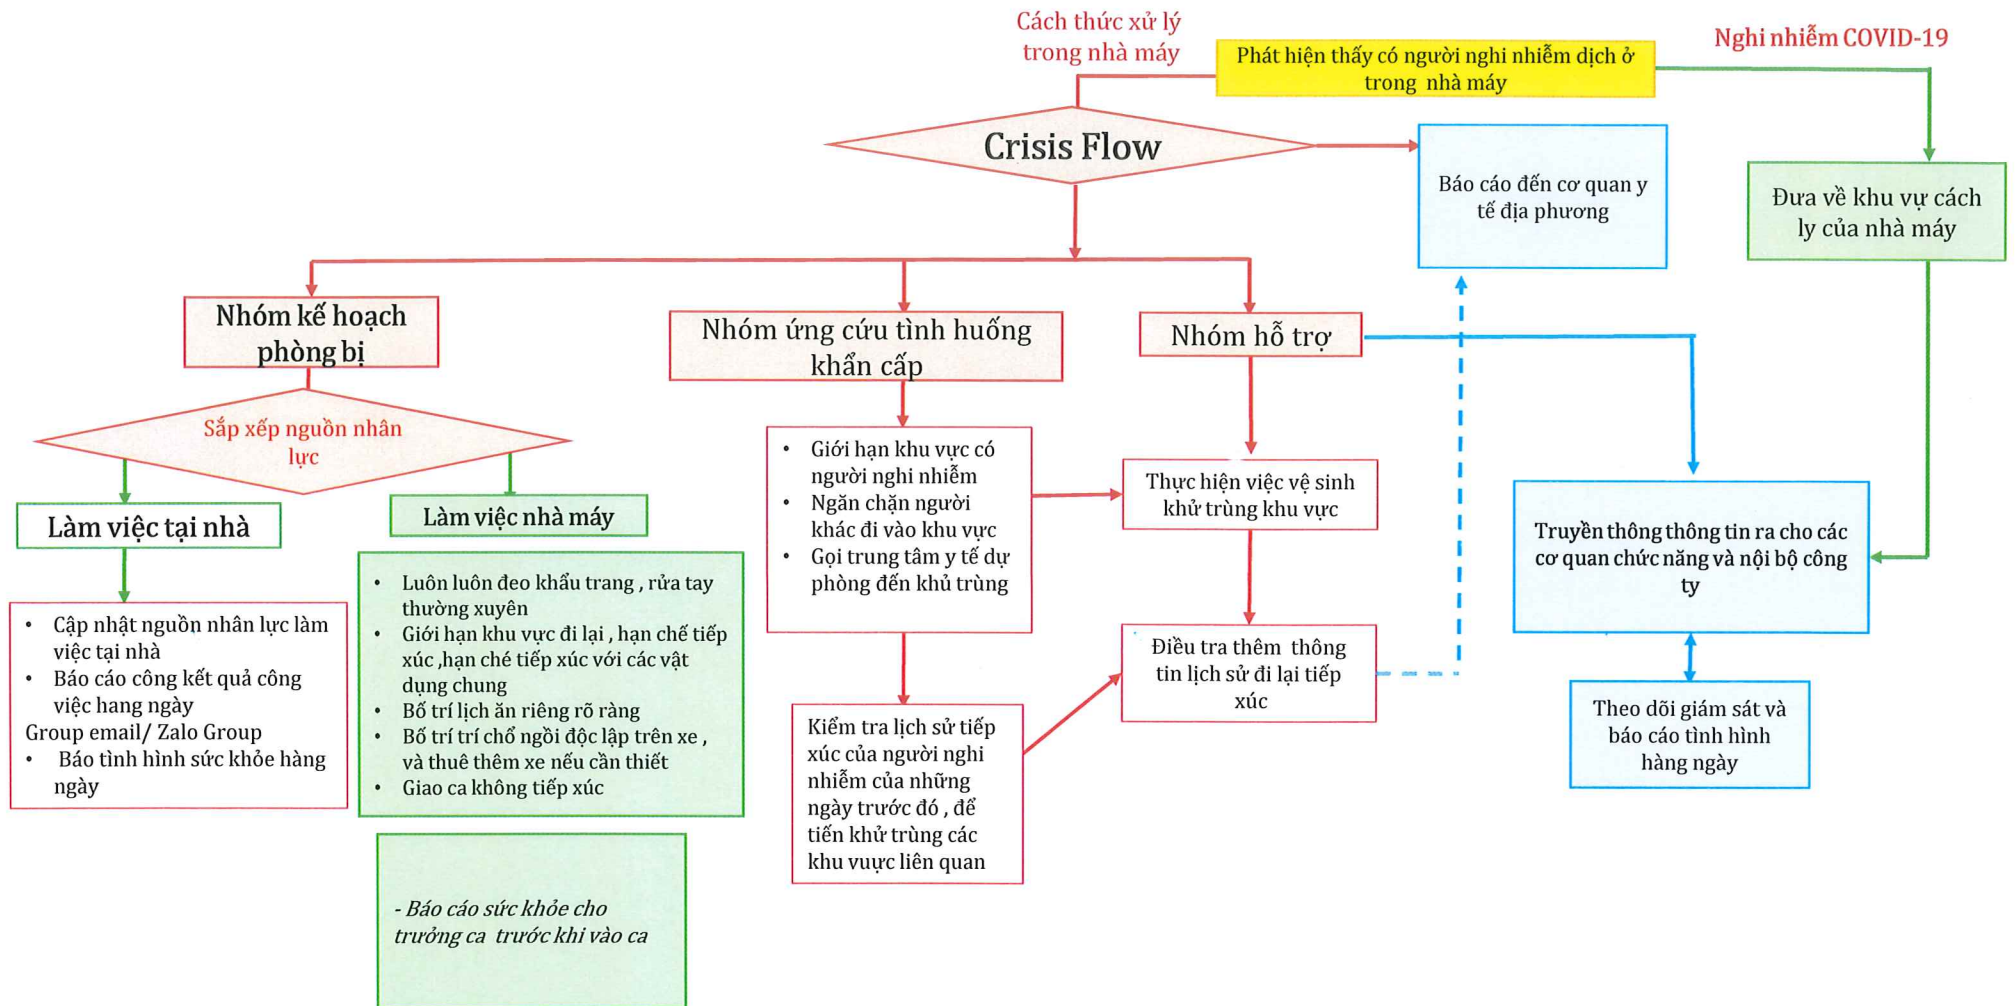 Cách thức xử lý
trong nhà máy
Phát hiện thấy có người nghi nhiễm dịch ở
trong nhà máy
Nghi nhiễm COVID-19
Crisis Flow
Báo cáo đến cơ quan y
tế địa phương
Đưa về khu vự cách
ly của nhà máy
Nhóm kế hoạch
phòng bị
Nhóm ứng cứu tình huống
khẩn cấp
Nhóm hỗ trợ
Sắp xếp nguồn nhân
lực
Làm việc tại nhà
Làm việc nhà máy
• Cập nhật nguồn nhân lực làm
việc tại nhà
• Báo cáo công kết quả công
việc hang ngày
Group email/ Zalo Group
• Báo tình hình sức khỏe hàng
ngày
• Luôn luôn đeo khẩu trang , rửa tay
thường xuyên
• Giới hạn khu vực đi lại , hạn chế tiếp
xúc ,hạn ché tiếp xúc với các vật
dụng chung
• Bố trí lịch ăn riêng rõ ràng
• Bố trí trí chổ ngồi độc lập trên xe ,
và thuê thêm xe nếu cần thiết
• Giao ca không tiếp xúc
- Báo cáo sức khỏe cho
trưởng ca trước khi vào ca
• Giới hạn khu vực có
người nghi nhiễm
• Ngăn chặn người
khác đi vào khu vực
• Gọi trung tâm y tế dự
phòng đến khủ trùng
Kiểm tra lịch sử tiếp
xúc của người nghi
nhiễm của những
ngày trước đó , để
tiến khử trùng các
khu vuực liên quan
Thực hiện việc vệ sinh
khử trùng khu vực
Điều tra thêm thông
tin lịch sử đi lại tiếp
xúc
Truyền thông thông tin ra cho các
cơ quan chức năng và nội bộ công
ty
Theo dõi giám sát và
báo cáo tình hình
hàng ngày